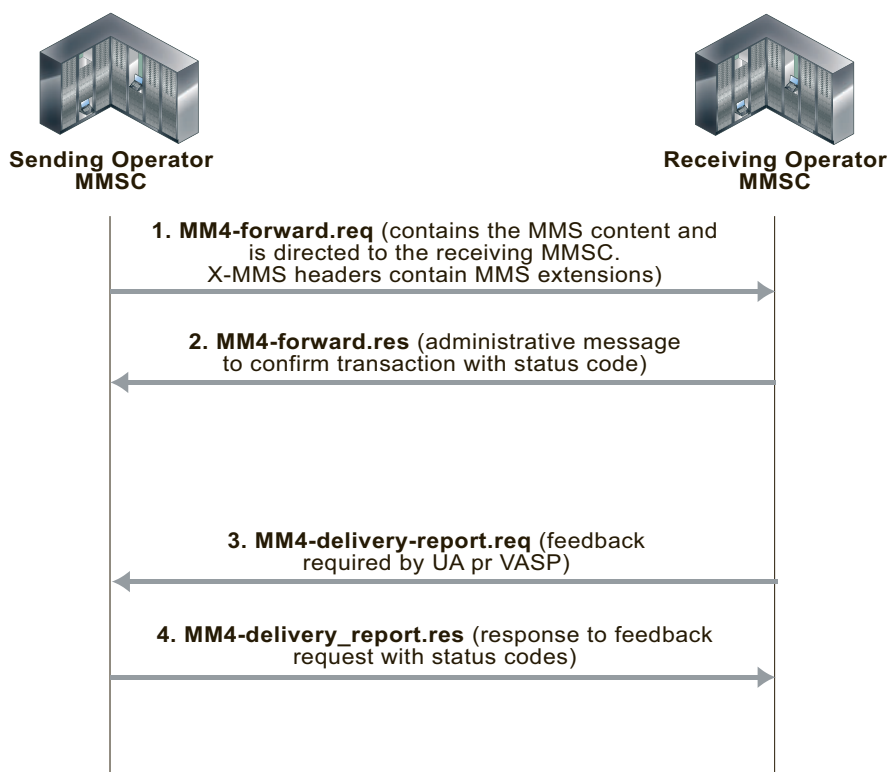 Sending Operator
MMSC
Receiving Operator
MMSC
1. MM4-forward.req (contains the MMS content and
is directed to the receiving MMSC.
X-MMS headers contain MMS extensions)
2. MM4-forward.res (administrative message
to confirm transaction with status code)
3. MM4-delivery-report.req (feedback
required by UA pr VASP)
4. MM4-delivery_report.res (response to feedback
request with status codes)